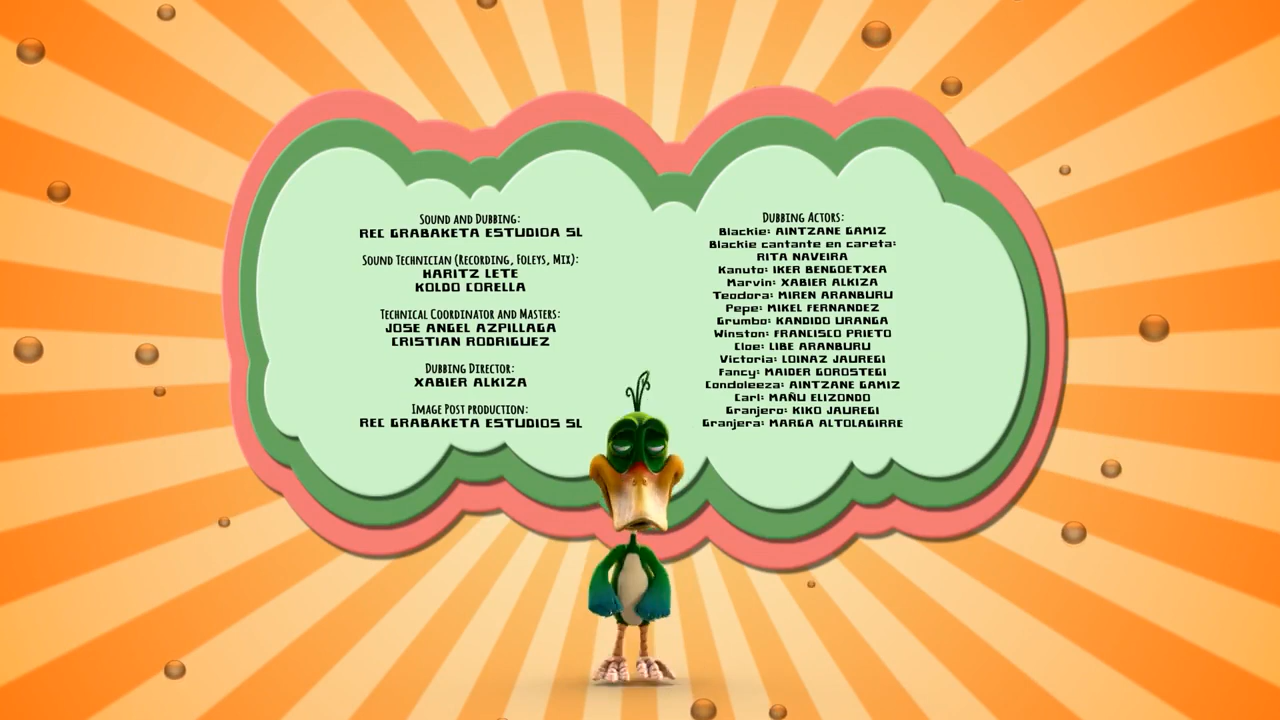 Sound and Dubbing:
REC GRABAKETA ESTUDIOA SL
Sound Technician (Recording, Foleys, Mix):
HARITZ LETE
KOLDO CORELLA
Technical Coordinator and Masters:
JOSE ANGEL AZPILLAGA
CRISTIAN RODRIGUEZ
Dubbing Director:
XABIER ALKIZA
Image Post production:
REC GRABAKETA ESTUDIOS SL
Dubbing Actors:
Blackie: AINTZANE GAMIZ
Blackie cantante en careta:
RITA NAVEIRA
Kanuto: IKER BENGOETXEA
Marvin: XABIER ALKIZA
Teodora: MIREN ARANBURU
Pepe: MIKEL FERNANDEZ
Grumbo: KANDIDO URANGA
Winston: FRANCISCO PRIETO
Cloe: LIBE ARANBURU
Victoria: LOINAZ JAUREGI
Fancy: MAIDER GOROSTEGI
Condoleeza: AINTZANE GAMIZ
Carl: MAÑU ELIZONDO
Granjero: KIKO JAUREGI
Granjera: MARGA ALTOLAGIRRE